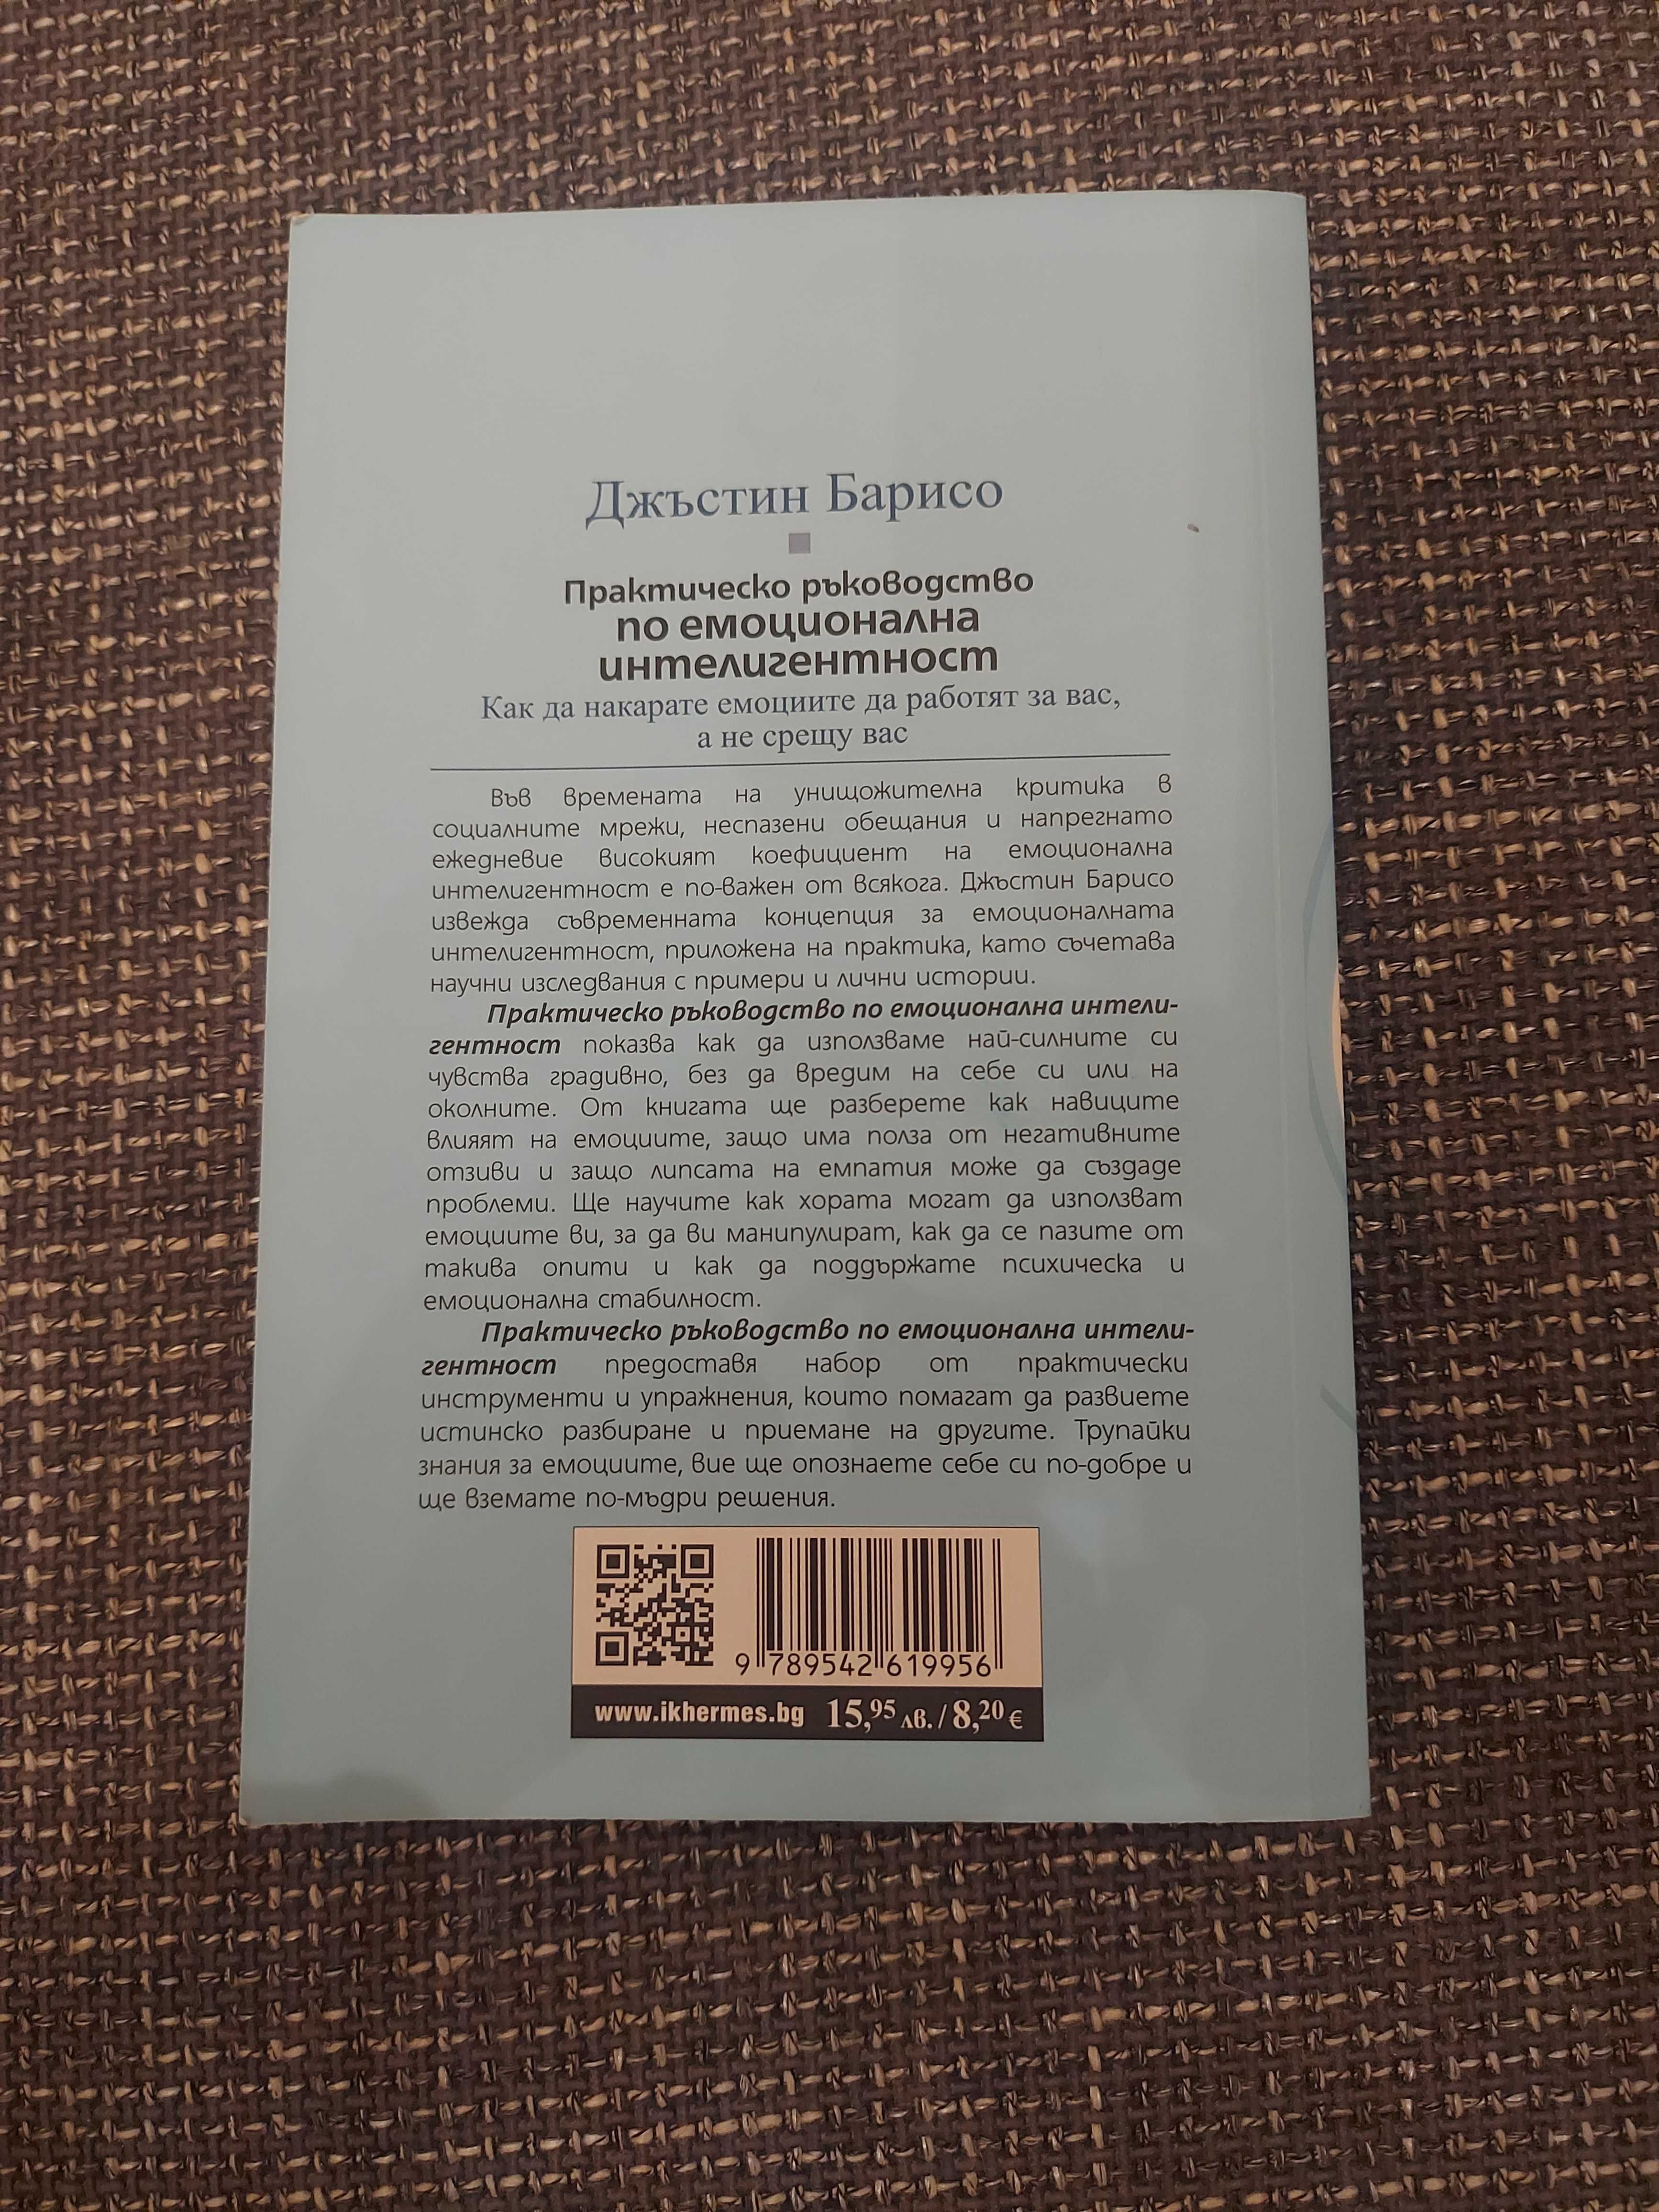 Джъстин Барисо
Практическо ръководство
по емоционална
интелигентност
Как да накарате емоциите да работят за вас,
а не срещу вас
Във времената на унищожителна критика в
социалните мрежи, неспазени обещания и напрегнато
ежедневие високият коефициент на емоционална
интелигентност е по-важен от всякога. Джъстин Барисо
извежда съвременната концепция за емоционалната
интелигентност, приложена на практика, като съчетава
научни изследвания с примери и лични истории.
Практическо ръководство по емоционална интели-
гентност показва как да използваме най-силните си
чувства градивно, без да вредим на себе си или на
околните. От книгата ще разберете как навиците
влияят на емоциите, защо има полза от негативните
отзиви и защо липсата на емпатия може да създаде
проблеми. Ще научите как хората могат да използват
емоциите ви, за да ви манипулират, как да се пазите от
такива опити и как да поддържате психическа и
емоционална стабилност.
Практическо ръководство по емоционална интели-
гентност предоставя набор от практически
инструменти и упражнения, които помагат да развиете
истинско разбиране и приемане на другите. Трупайки
знания за емоциите, вие ще опознаете себе си по-добре и
ще вземате по-мъдри решения.
9 789542 619956
www.ikhermes.bg 15,95 лв. / 8,20 €